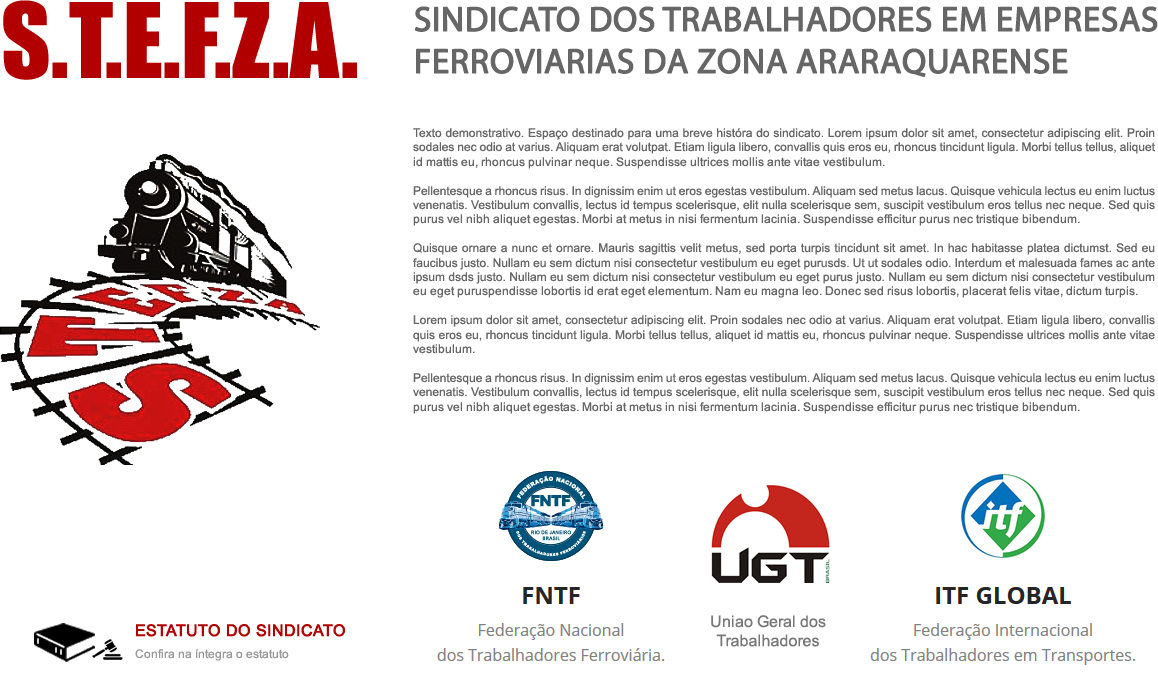 S.T.E.F.Z.A.
SINDICATO DOS TRABALHADORES EM EMPRESAS
FERROVIARIAS DA ZONA ARARAQUARENSE
Texto demonstrativo. Espaço destinado para uma breve históra do sindicato. Lorem ipsum dolor sit amet, consectetur adipiscing elit. Proin
sodales nec odio at varius. Aliquam erat volutpat. Etiam ligula libero, convallis quis eros eu, rhoncus tincidunt ligula. Morbi tellus tellus, aliquet
id mattis eu, rhoncus pulvinar neque. Suspendisse ultrices mollis ante vitae vestibulum.
Pellentesque a rhoncus risus. In dignissim enim ut eros egestas vestibulum. Aliquam sed metus lacus. Quisque vehicula lectus eu enim luctus
venenatis. Vestibulum convallis, lectus id tempus scelerisque, elit nulla scelerisque sem, suscipit vestibulum eros tellus nec neque. Sed quis
purus vel nibh aliquet egestas. Morbi at metus in nisi fermentum lacinia. Suspendisse efficitur purus nec tristique bibendum.
Quisque ornare a nunc et ornare. Mauris sagittis velit metus, sed porta turpis tincidunt sit amet. In hac habitasse platea dictumst. Sed eu
faucibus justo. Nullam eu sem dictum nisi consectetur vestibulum eu eget purusds. Ut ut sodales odio. Interdum et malesuada fames ac ante
ipsum dsds justo. Nullam eu sem dictum nisi consectetur vestibulum eu eget purus justo. Nullam eu sem dictum nisi consectetur vestibulum
eu eget puruspendisse lobortis id erat eget elementum. Nam eu magna leo. Donec sed risus lobortis, placerat felis vitae, dictum turpis.
Lorem ipsum dolor sit amet, consectetur adipiscing elit. Proin sodales nec odio at varius. Aliquam erat volutpat. Etiam ligula libero, convallis
quis eros eu, rhoncus tincidunt ligula. Morbi tellus tellus, aliquet id mattis eu, rhoncus pulvinar neque. Suspendisse ultrices mollis ante vitae
vestibulum.
Pellentesque a rhoncus risus. In dignissim enim ut eros egestas vestibulum. Aliquam sed metus lacus. Quisque vehicula lectus eu enim luctus
venenatis. Vestibulum convallis, lectus id tempus scelerisque, elit nulla scelerisque sem, suscipit vestibulum eros tellus nec neque. Sed quis
purus vel nibh aliquet egestas. Morbi at metus in nisi fermentum lacinia. Suspendisse efficitur purus nec tristique bibendum.
STEFZA
FEDERAÇÃO NACIONAL
FNTF
RIO DE JANEIRO
BRASIL
DOS TRABALHADORES FERROVIÁRIOS
FNTF
Federação Nacional
dos Trabalhadores Ferroviária.
UGT
BRASIL
Uniao Geral dos
Trabalhadores
itf
ITF GLOBAL
Federação Internacional
dos Trabalhadores em Transportes.
ESTATUTO DO SINDICATO
Confira na íntegra o estatuto